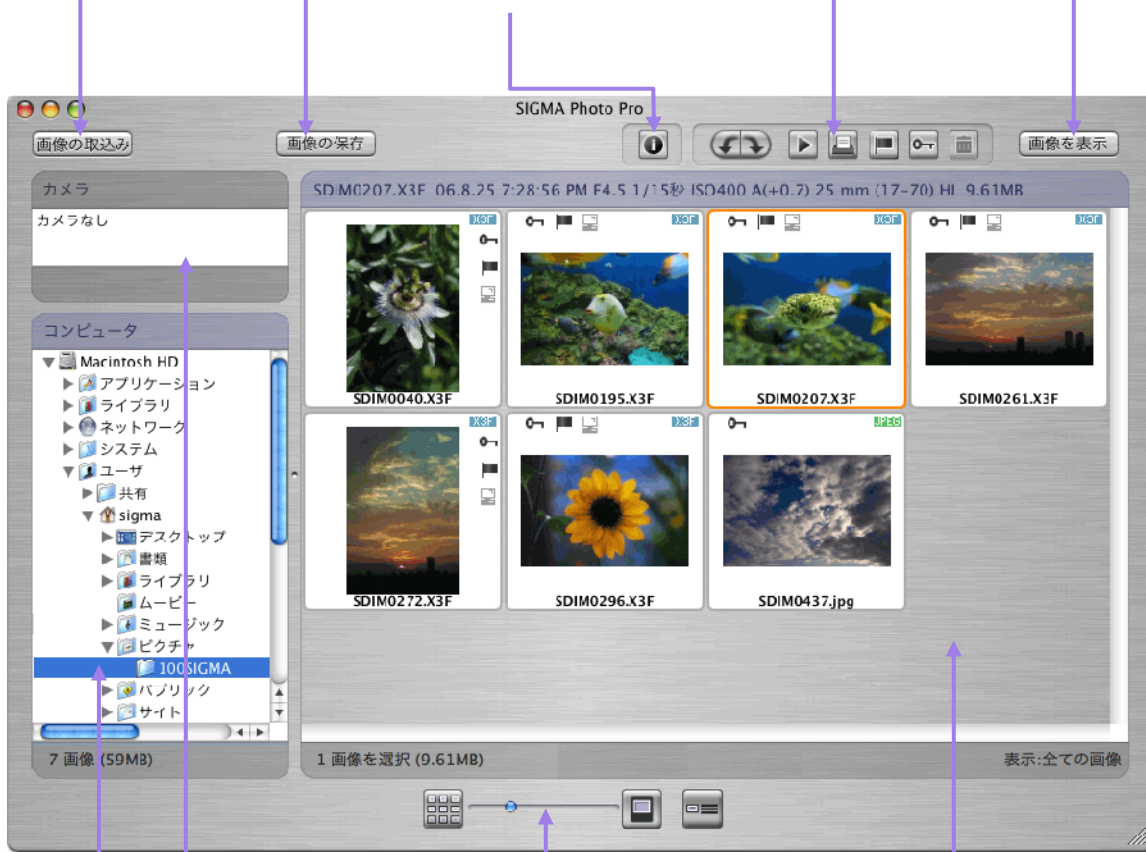 SIGMA Photo Pro
画像の取込み
画像の保存
画像を表示
カメラ
カメラなし
コンピュータ
Macintosh HD
アプリケーション
ライブラリ
ネットワーク
システム
ユーザ
共有
sigma
デスクトップ
書類
ライブラリ
ムービー
ミュージック
ピクチャ
100SIGMA
パブリック
サイト
7 画像 (59MB)
SDIM0207.X3F 06.8.25 7:28:56 PM F4.5 1/15秒 ISO400 A(+0.7) 25 mm (17-70) HI 9.61MB
X3F
SDIM0040.X3F
X3F
SDIM0195.X3F
X3F
SDIM0207.X3F
X3F
SDIM0261.X3F
X3F
SDIM0272.X3F
X3F
SDIM0296.X3F
JPEG
SDIM0437.jpg
1 画像を選択 (9.61MB)
表示:全ての画像